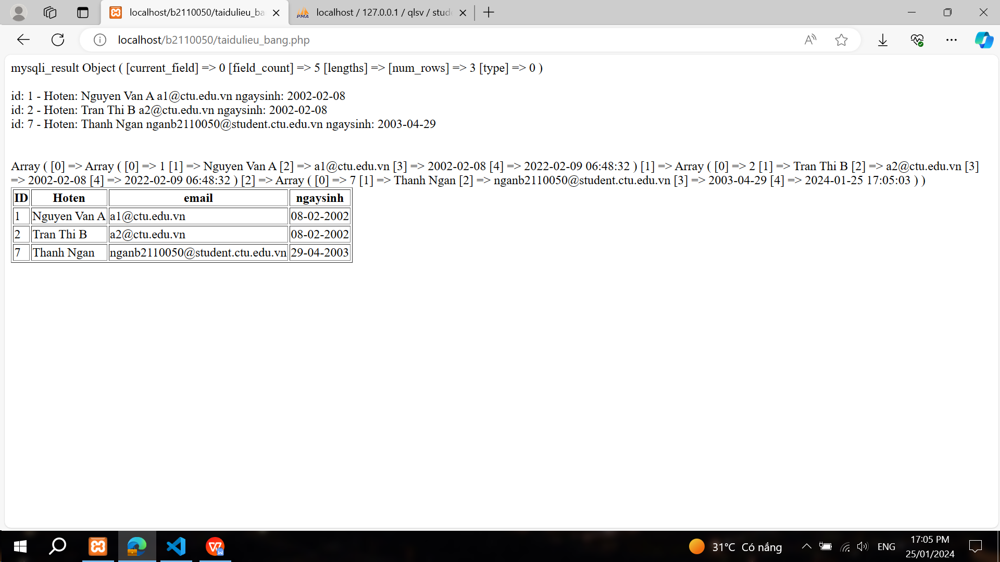 localhost/b2110050/taidulieu_ba
localhost / 127.0.0.1 / qlsv / stude
localhost/b2110050/taidulieu_bang.php
mysqli_result Object ( [current_field] => 0 [field_count] => 5 [lengths] => [num_rows] => 3 [type] => 0 )
id: 1 - Hoten: Nguyen Van A a1@ctu.edu.vn ngaysinh: 2002-02-08
id: 2 - Hoten: Tran Thi B a2@ctu.edu.vn ngaysinh: 2002-02-08
id: 7 - Hoten: Thanh Ngan nganb2110050@student.ctu.edu.vn ngaysinh: 2003-04-29
Array ( [0] => Array ( [0] => 1 [1] => Nguyen Van A [2] => a1@ctu.edu.vn [3] => 2002-02-08 [4] => 2022-02-09 06:48:32 ) [1] => Array ( [0] => 2 [1] => Tran Thi B [2] => a2@ctu.edu.vn [3]
=> 2002-02-08 [4] => 2022-02-09 06:48:32 ) [2] => Array ( [0] => 7 [1] => Thanh Ngan [2] => nganb2110050@student.ctu.edu.vn [3] => 2003-04-29 [4] => 2024-01-25 17:05:03 ) )
ID Hoten email ngaysinh
1 Nguyen Van A a1@ctu.edu.vn 08-02-2002
2 Tran Thi B a2@ctu.edu.vn 08-02-2002
7 Thanh Ngan nganb2110050@student.ctu.edu.vn 29-04-2003
31°C Có nắng
ENG
17:05 PM
25/01/2024